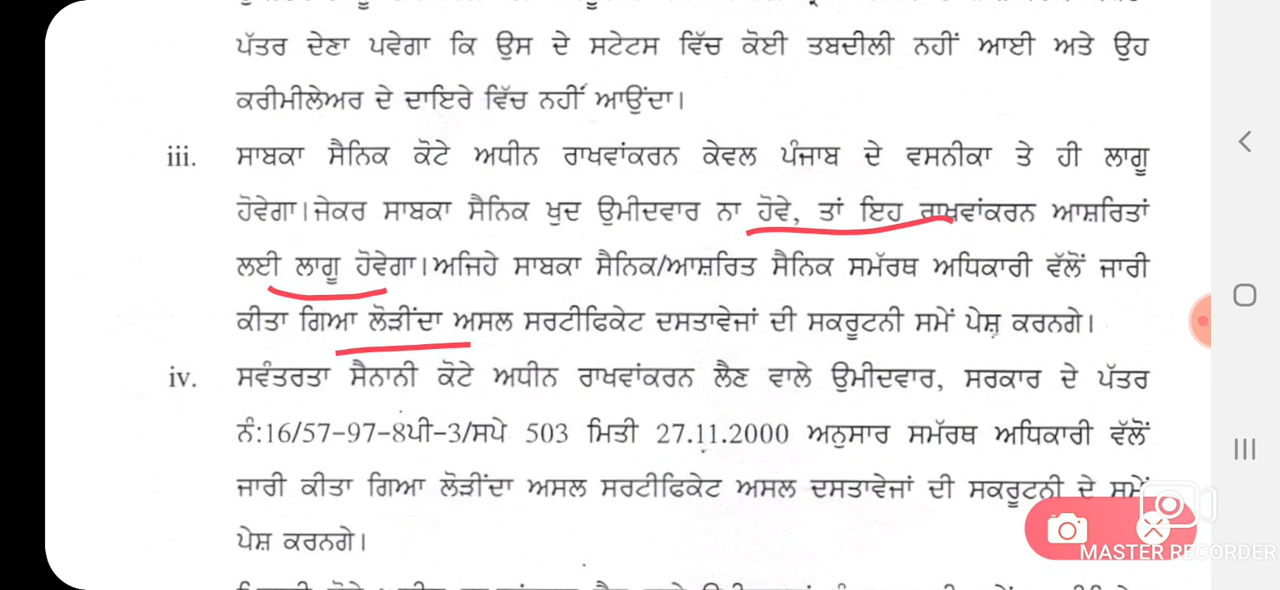 ਪੱਤਰ ਦੇਣਾ ਪਵੇਗਾ ਕਿ ਉਸ ਦੇ ਸਟੇਟਸ ਵਿੱਚ ਕੋਈ ਤਬਦੀਲੀ ਨਹੀਂ ਆਈ ਅਤੇ ਉਹ
ਕਰੀਮੀਲੇਅਰ ਦੇ ਦਾਇਰੇ ਵਿੱਚ ਨਹੀਂ ਆਉਂਦਾ।
iii. ਸਾਬਕਾ ਸੈਨਿਕ ਕੋਟੇ ਅਧੀਨ ਰਾਖਵਾਂਕਰਨ ਕੇਵਲ ਪੰਜਾਬ ਦੇ ਵਸਨੀਕਾ ਤੇ ਹੀ ਲਾਗੂ
ਹੋਵੇਗਾ।ਜੇਕਰ ਸਾਬਕਾ ਸੈਨਿਕ ਖੁਦ ਉਮੀਦਵਾਰ ਨਾ ਹੋਵੇ, ਤਾਂ ਇਹ ਰਾਖਵਾਂਕਰਨ ਆਸ਼ਰਿਤਾਂ
ਲਈ ਲਾਗੂ ਹੋਵੇਗਾ।ਅਜਿਹੇ ਸਾਬਕਾ ਸੈਨਿਕ/ਆਸ਼ਰਿਤ ਸੈਨਿਕ ਸਮੱਰਥ ਅਧਿਕਾਰੀ ਵੱਲੋਂ ਜਾਰੀ
ਕੀਤਾ ਗਿਆ ਲੋੜੀਂਦਾ ਅਸਲ ਸਰਟੀਫਿਕੇਟ ਦਸਤਾਵੇਜਾਂ ਦੀ ਸਕਰੂਟਨੀ ਸਮੇਂ ਪੇਸ਼ ਕਰਨਗੇ।
iv. ਸਵੰਤਰਤਾ ਸੈਨਾਨੀ ਕੋਟੇ ਅਧੀਨ ਰਾਖਵਾਂਕਰਨ ਲੈਣ ਵਾਲੇ ਉਮੀਦਵਾਰ, ਸਰਕਾਰ ਦੇ ਪੱਤਰ
ਨੰ:16/57-97-8ਪੀ-3/ਸਪੇ 503 ਮਿਤੀ 27.11.2000 ਅਨੁਸਾਰ ਸਮੱਰਥ ਅਧਿਕਾਰੀ ਵੱਲੋਂ
ਜਾਰੀ ਕੀਤਾ ਗਿਆ ਲੋੜੀਂਦਾ ਅਸਲ ਸਰਟੀਫਿਕੇਟ ਅਸਲ ਦਸਤਾਵੇਜਾਂ ਦੀ ਸਕਰੂਟਨੀ ਦੇ ਸਮੇਂ
ਪੇਸ਼ ਕਰਨਗੇ।
MASTER RECORDER